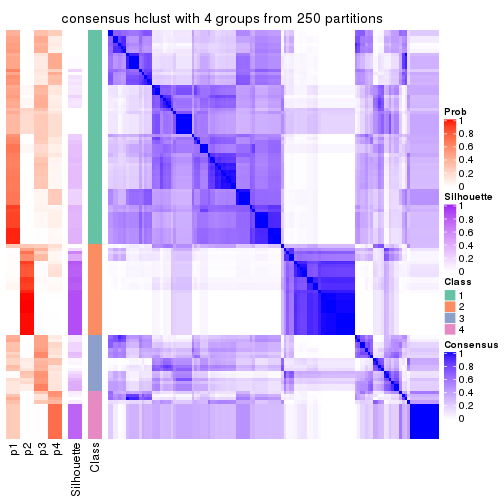 consensus hclust with 4 groups from 250 partitions
Prob
1
0.8
0.6
0.4
0.2
0
Silhouette
1
0.8
0.6
0.4
0.2
0
Class
1
2
3
4
Consensus
1
0.8
0.6
0.4
0.2
0
p1
p2
p3
p4
Silhouette
Class